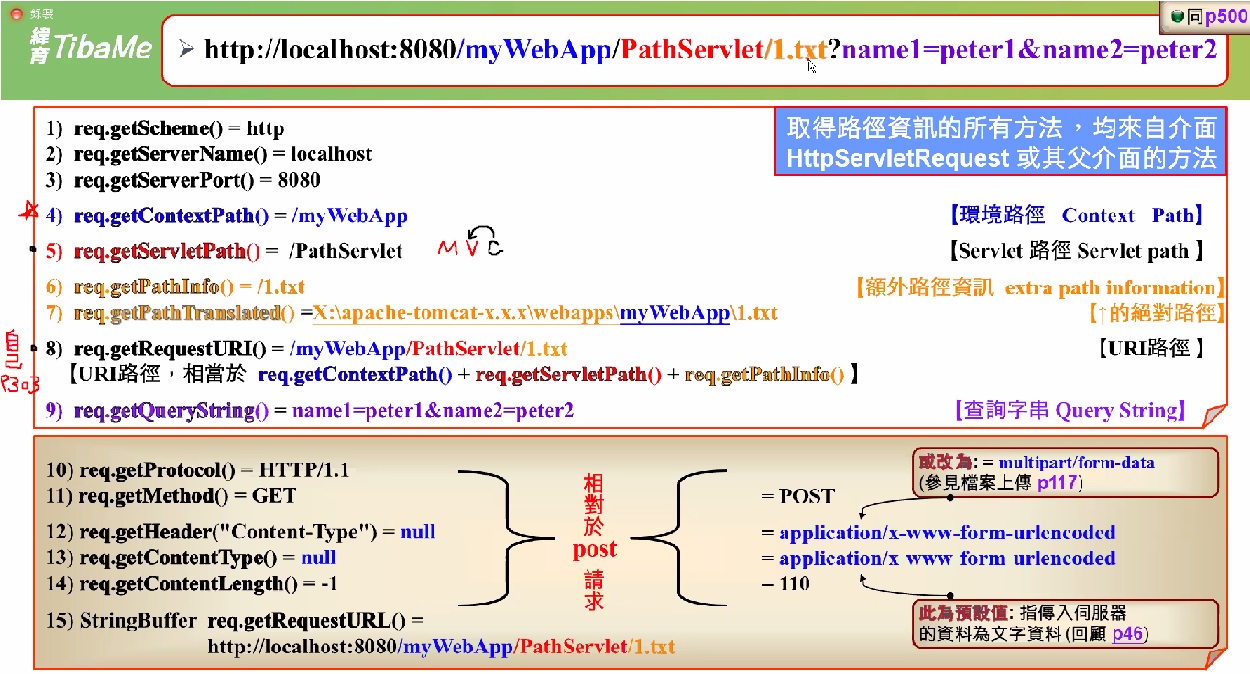 錄製
同p500
緯育 TibaMe
➢ http://localhost:8080/myWebApp/PathServlet/1.txt?name1=peter1&name2=peter2
取得路徑資訊的所有方法，均來自介面
HttpServletRequest 或其父介面的方法
1) req.getScheme() = http
2) req.getServerName() = localhost
3) req.getServerPort() = 8080
4) req.getContextPath() = /myWebApp 【環境路徑 Context Path】
5) req.getServletPath() = /PathServlet MVC 【Servlet 路徑 Servlet path 】
6) req.getPathInfo() = /1.txt 【額外路徑資訊 extra path information】
7) req.getPathTranslated() =X:\apache-tomcat-x.x.x\webapps\myWebApp\1.txt 【↑的絕對路徑】
8) req.getRequestURI() = /myWebApp/PathServlet/1.txt 【URI路徑 】
【URI路徑，相當於 req.getContextPath() + req.getServletPath() + req.getPathInfo() 】
9) req.getQueryString() = name1=peter1&name2=peter2 【查詢字串 Query String】
10) req.getProtocol() = HTTP/1.1
11) req.getMethod() = GET
12) req.getHeader("Content-Type") = null
13) req.getContentType() = null
14) req.getContentLength() = -1
15) StringBuffer req.getRequestURL() =
http://localhost:8080/myWebApp/PathServlet/1.txt
相對於
post
請求
= POST
= application/x-www-form-urlencoded
= application/x-www-form-urlencoded
= 110
或改為: = multipart/form-data
(參見檔案上傳 p117)
此為預設值: 指傳入伺服器
的資料為文字資料 (回顧 p46)